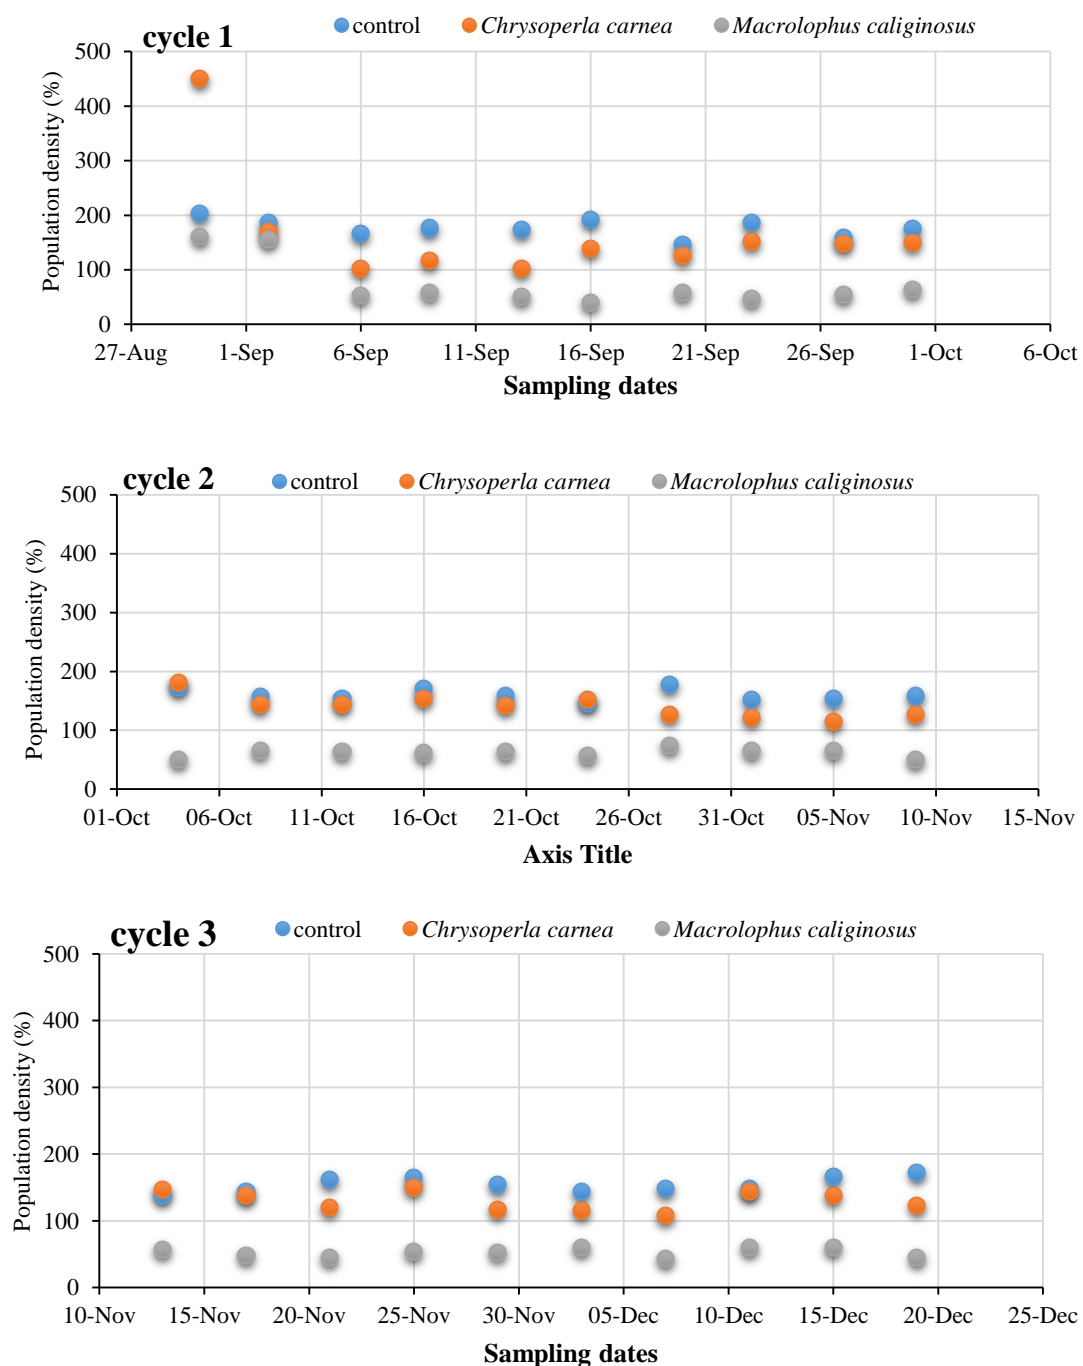 cycle 1
control Chrysoperla carnea Macrolophus caliginosus
500
400
300
200
100
0
Population density (%)
27-Aug 1-Sep 6-Sep 11-Sep 16-Sep 21-Sep 26-Sep 1-Oct 6-Oct
Sampling dates
cycle 2
control Chrysoperla carnea Macrolophus caliginosus
500
400
300
200
100
0
Population density (%)
01-Oct 06-Oct 11-Oct 16-Oct 21-Oct 26-Oct 31-Oct 05-Nov 10-Nov 15-Nov
Axis Title
cycle 3
control Chrysoperla carnea Macrolophus caliginosus
500
400
300
200
100
0
Population density (%)
10-Nov 15-Nov 20-Nov 25-Nov 30-Nov 05-Dec 10-Dec 15-Dec 20-Dec 25-Dec
Sampling dates